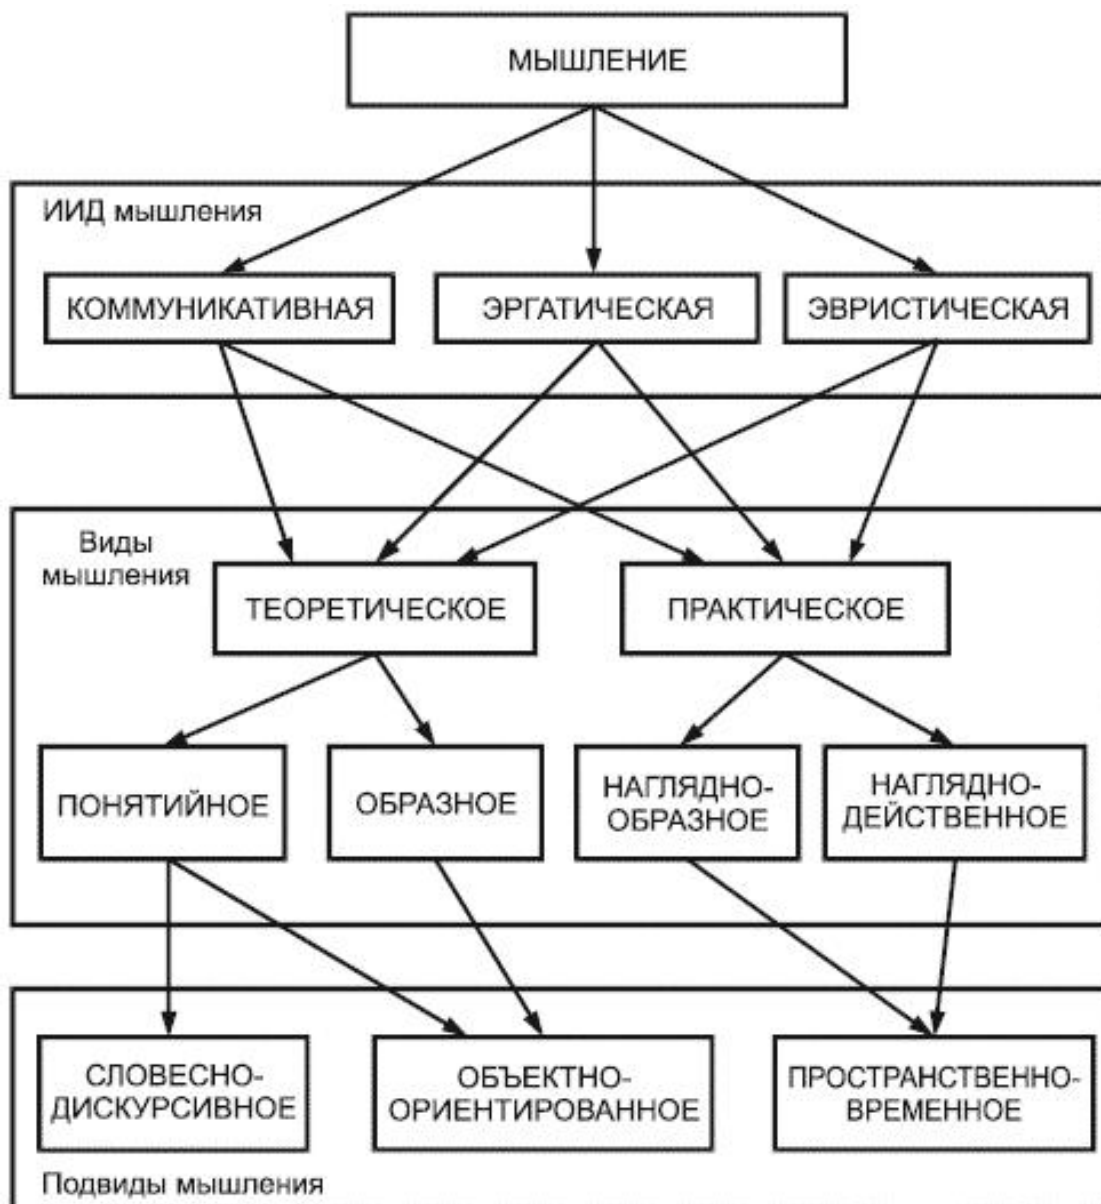 МЫШЛЕНИЕ
ИИД мышления
КОММУНИКАТИВНАЯ
ЭРГАТИЧЕСКАЯ
ЭВРИСТИЧЕСКАЯ
Виды
мышления
ТЕОРЕТИЧЕСКОЕ
ПРАКТИЧЕСКОЕ
ПОНЯТИЙНОЕ
ОБРАЗНОЕ
НАГЛЯДНО-
ОБРАЗНОЕ
НАГЛЯДНО-
ДЕЙСТВЕННОЕ
СЛОВЕСНО-
ДИСКУРСИВНОЕ
ОБЪЕКТНО-
ОРИЕНТИРОВАННОЕ
ПРОСТРАНСТВЕННО-
ВРЕМЕННОЕ
Подвиды мышления